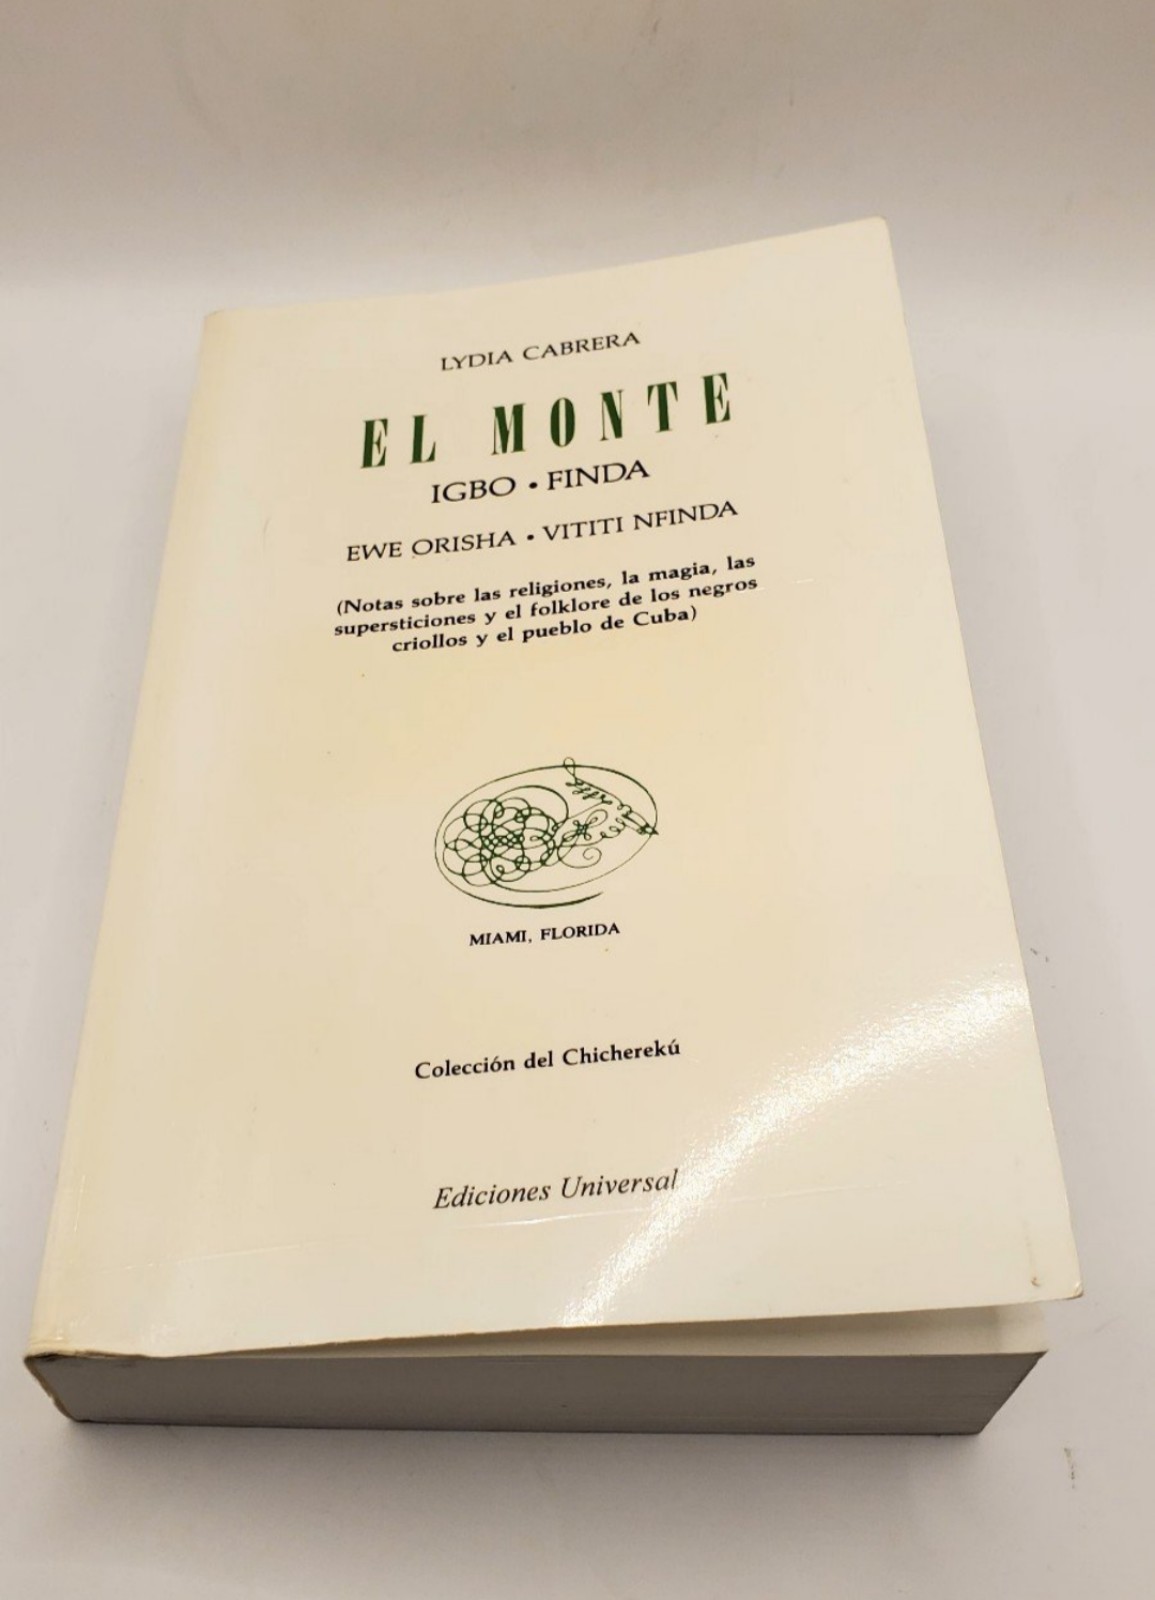 LYDIA CABRERA
EL MONTE
IGBO • FINDA
EWE ORISHA • VITITI NFINDA
(Notas sobre las religiones, la magia, las
supersticiones y el folklore de los negros
criollos y el pueblo de Cuba)
MIAMI, FLORIDA
Colección del Chicherekú
Ediciones Universal